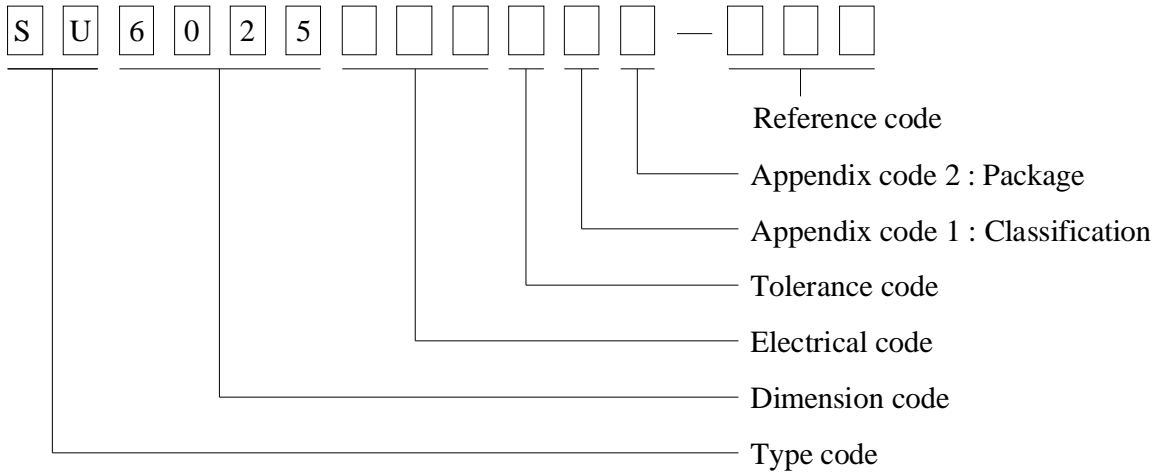 S U 6 0 2 5 —
Reference code
Appendix code 2 : Package
Appendix code 1 : Classification
Tolerance code
Electrical code
Dimension code
Type code